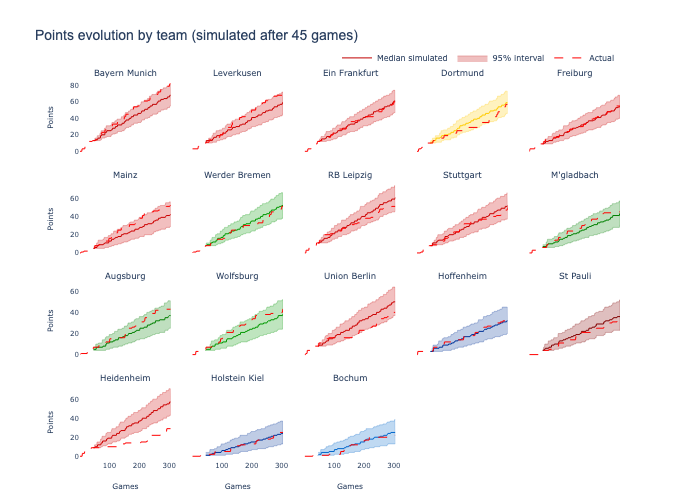 Points evolution by team (simulated after 45 games)
Median simulated 95% interval Actual
Bayern Munich Leverkusen Ein Frankfurt Dortmund Freiburg
80
60
40
20
0
Points
Mainz Werder Bremen RB Leipzig Stuttgart M'gladbach
60
40
20
0
Points
Augsburg Wolfsburg Union Berlin Hoffenheim St Pauli
60
40
20
0
Points
Heidenheim Holstein Kiel Bochum
60
40
20
0
Points
100 200 300 100 200 300 100 200 300
Games Games Games